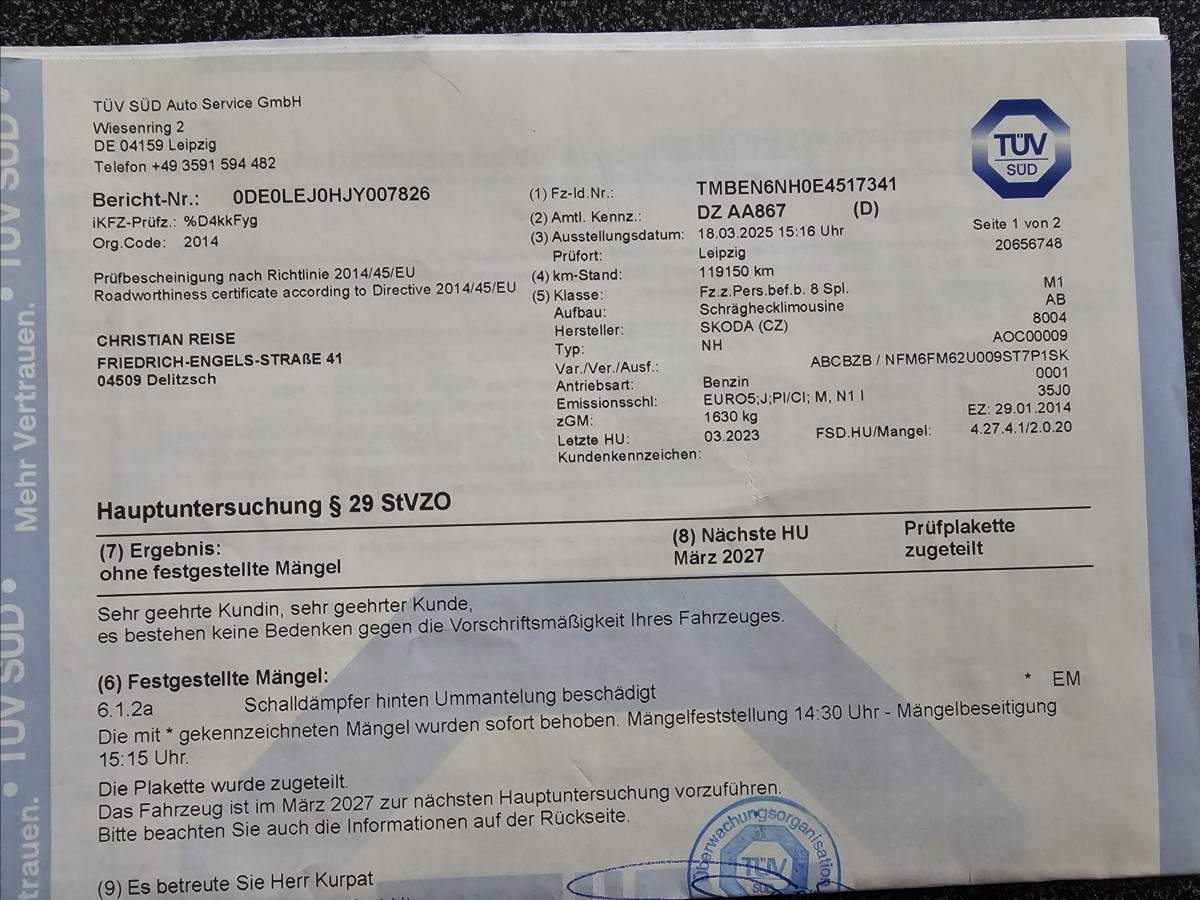 TÜV SÜD Auto Service GmbH
Wiesenring 2
DE 04159 Leipzig
Telefon +49 3591 594 482
TÜV
SÜD
Bericht-Nr.: 0DE0LEJ0HJY007826
iKFZ-Prüfz.: %D4kkFyg
Org.Code: 2014
Prüfbescheinigung nach Richtlinie 2014/45/EU
Roadworthiness certificate according to Directive 2014/45/EU
CHRISTIAN REISE
FRIEDRICH-ENGELS-STRAßE 41
04509 Delitzsch
(1) Fz-Id.Nr.: TMBEN6NH0E4517341
(2) Amtl. Kennz.: DZ AA867 (D)
(3) Ausstellungsdatum: 18.03.2025 15:16 Uhr
Seite 1 von 2
Prüfort: Leipzig
20656748
(4) km-Stand: 119150 km
(5) Klasse: Fz.z.Pers.bef.b. 8 Spl. M1
Aufbau: Schräghecklimousine AB
Hersteller: SKODA (CZ) 8004
Typ: NH AOC00009
Var./Ver./Ausf.: ABCBZB / NFM6FM62U009ST7P1SK
Antriebsart: Benzin 0001
Emissionsschl: EURO5;J;PI/CI; M, N1 I 35J0
zGM: 1630 kg EZ: 29.01.2014
Letzte HU: 03.2023 FSD.HU/Mangel: 4.27.4.1/2.0.20
Kundenkennzeichen:
Hauptuntersuchung § 29 StVZO
(7) Ergebnis: (8) Nächste HU Prüfplakette
ohne festgestellte Mängel März 2027 zugeteilt
Sehr geehrte Kundin, sehr geehrter Kunde,
es bestehen keine Bedenken gegen die Vorschriftsmäßigkeit Ihres Fahrzeuges.
(6) Festgestellte Mängel:
6.1.2a Schalldämpfer hinten Ummantelung beschädigt * EM
Die mit * gekennzeichneten Mängel wurden sofort behoben. Mängelfeststellung 14:30 Uhr - Mängelbeseitigung
15:15 Uhr.
Die Plakette wurde zugeteilt.
Das Fahrzeug ist im März 2027 zur nächsten Hauptuntersuchung vorzuführen.
Bitte beachten Sie auch die Informationen auf der Rückseite.
(9) Es betreute Sie Herr Kurpat
Überwachungsorganisation
TÜV
SÜD
TÜV SÜD •
Mehr Vertrauen.
• TÜV SÜD •
trauen.